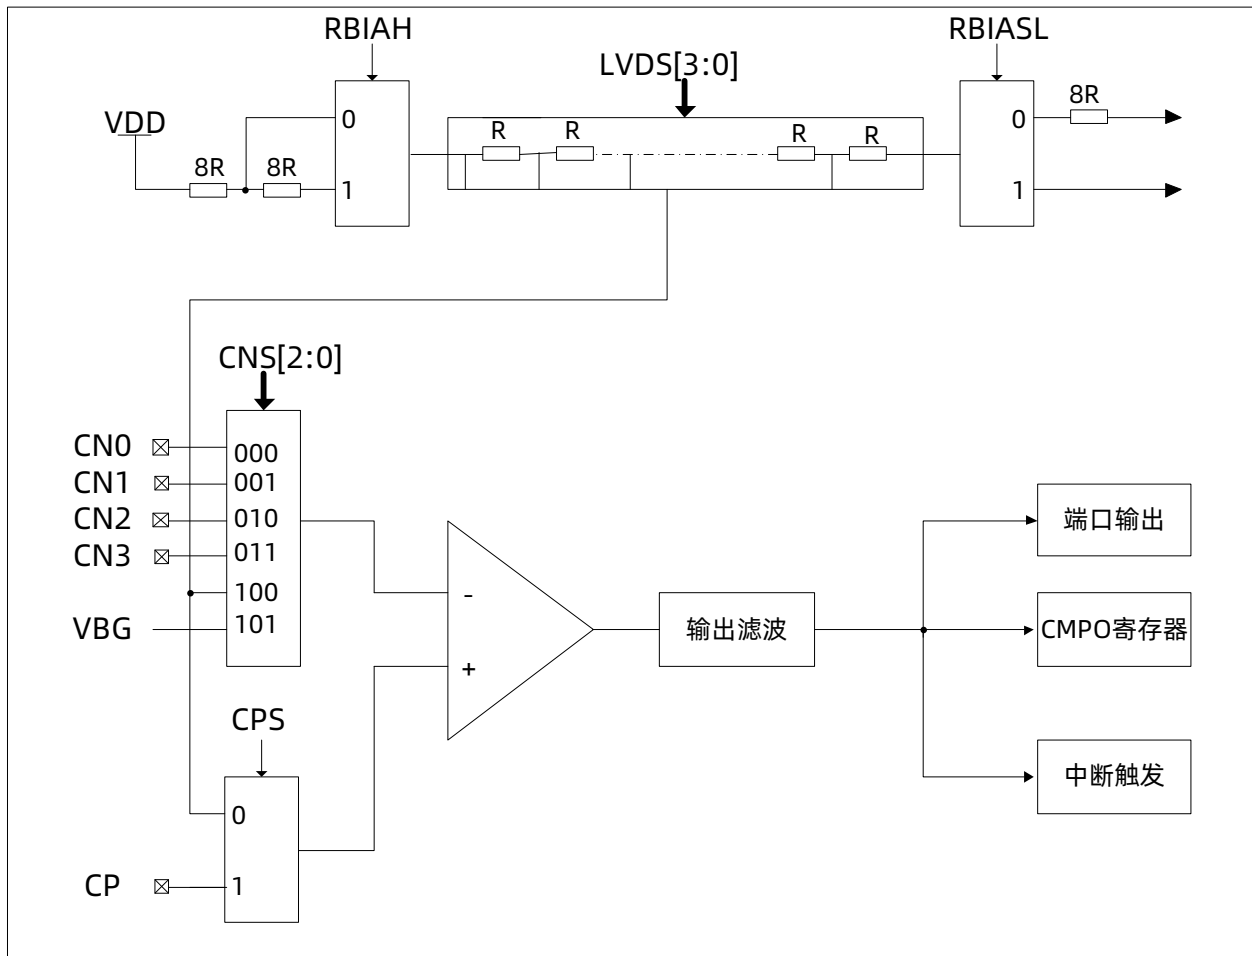 RBIAH
RBIASL
LVDS[3:0]
8R
VDD
0
R
R
R
R
0
8R
8R
1
1
CNS[2:0]
CN0
000
CN1
001
CN2
010
CN3
011
100
VBG
101
-
+
端口输出
输出滤波
CMPO寄存器
中断触发
CPS
0
CP
1